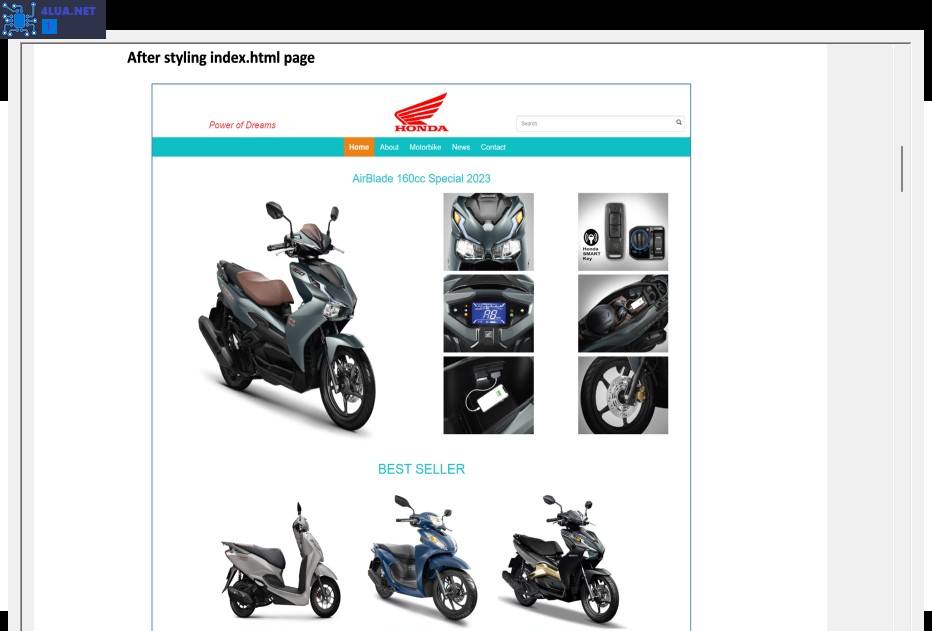 4LUA.NET
After styling index.html page
HONDA
Power of Dreams
Search
Home About Motorbike News Contact
AirBlade 160cc Special 2023
Honda
SMART
Key
BEST SELLER